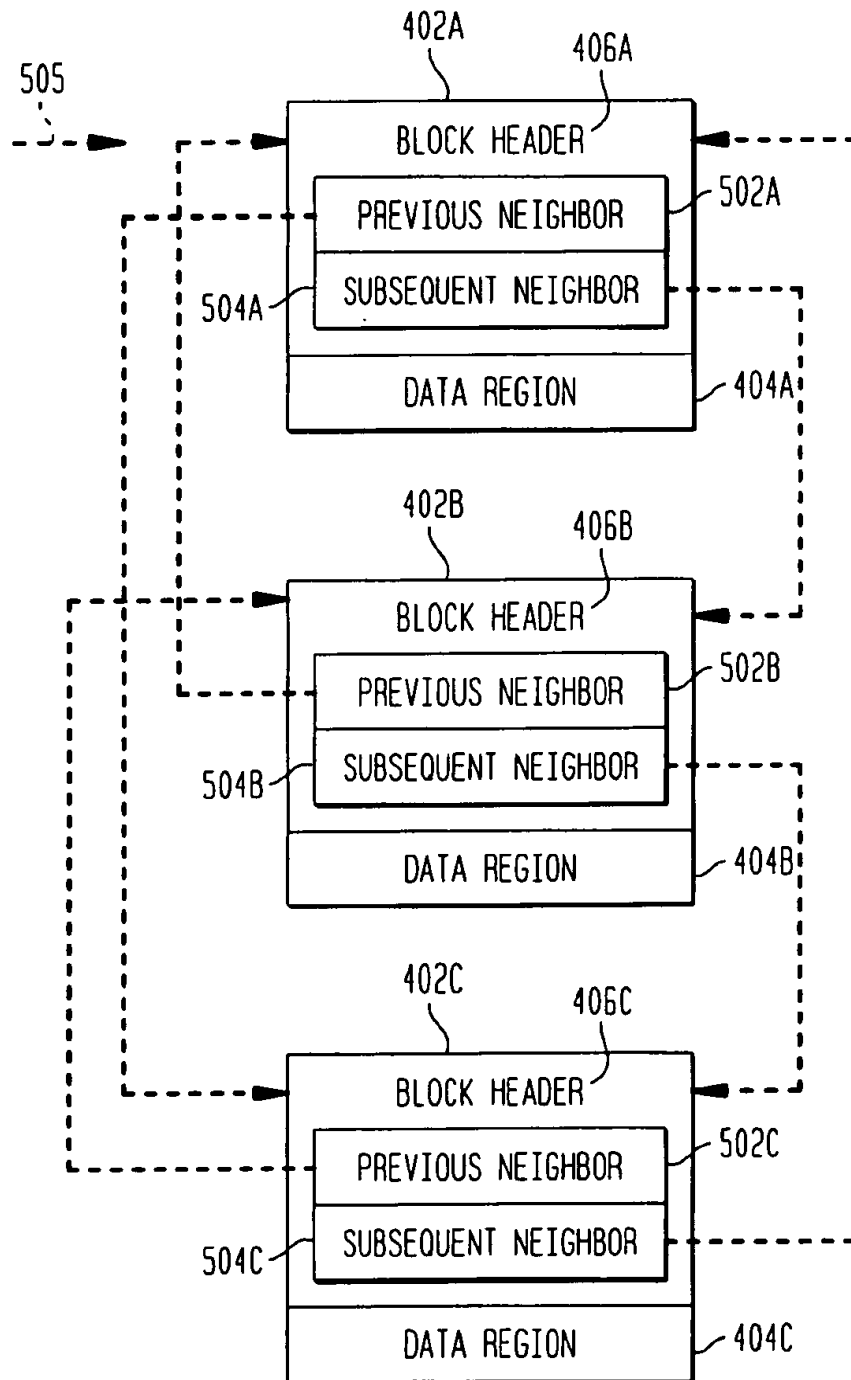 402A
406A
505
BLOCK HEADER
PREVIOUS NEIGHBOR
502A
504A
SUBSEQUENT NEIGHBOR
DATA REGION
404A
402B
406B
BLOCK HEADER
PREVIOUS NEIGHBOR
502B
504B
SUBSEQUENT NEIGHBOR
DATA REGION
404B
402C
406C
BLOCK HEADER
PREVIOUS NEIGHBOR
502C
504C
SUBSEQUENT NEIGHBOR
DATA REGION
404C